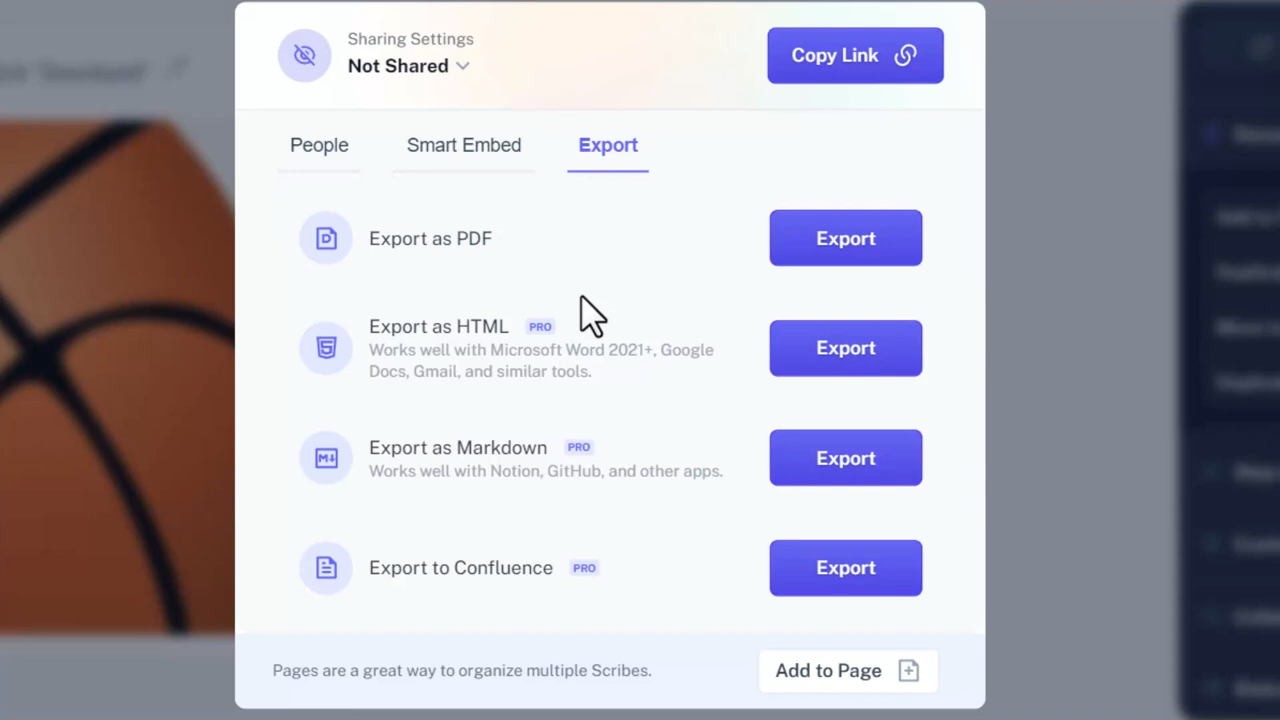 Sharing Settings
Not Shared
Copy Link
People
Smart Embed
Export
Export as PDF
Export
Export as HTML PRO
Works well with Microsoft Word 2021+, Google
Docs, Gmail, and similar tools.
Export
Export as Markdown PRO
Works well with Notion, GitHub, and other apps.
Export
Export to Confluence PRO
Export
Pages are a great way to organize multiple Scribes.
Add to Page